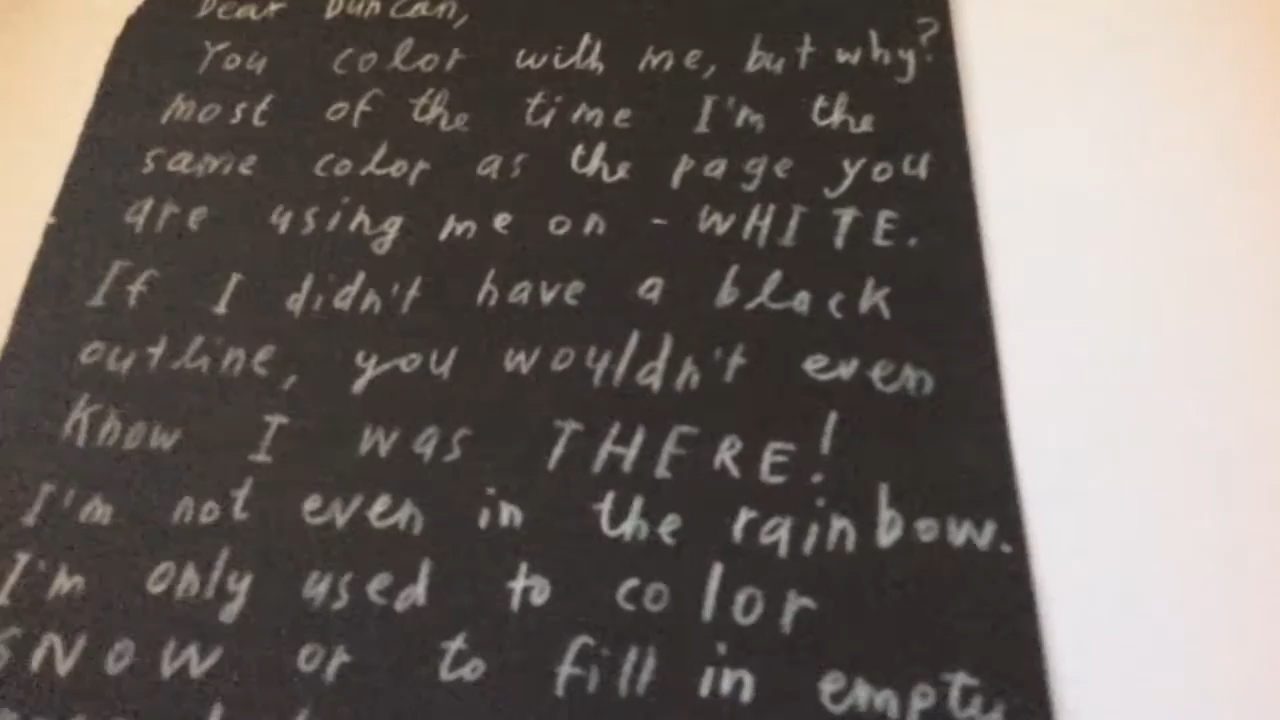 Dear Duncan,
You color with me, but why?
Most of the time I'm the
same color as the page you
are using me on - WHITE.
If I didn't have a black
outline, you wouldn't even
know I was THERE!
I'm not even in the rainbow.
I'm only used to color
SNOW or to fill in empty